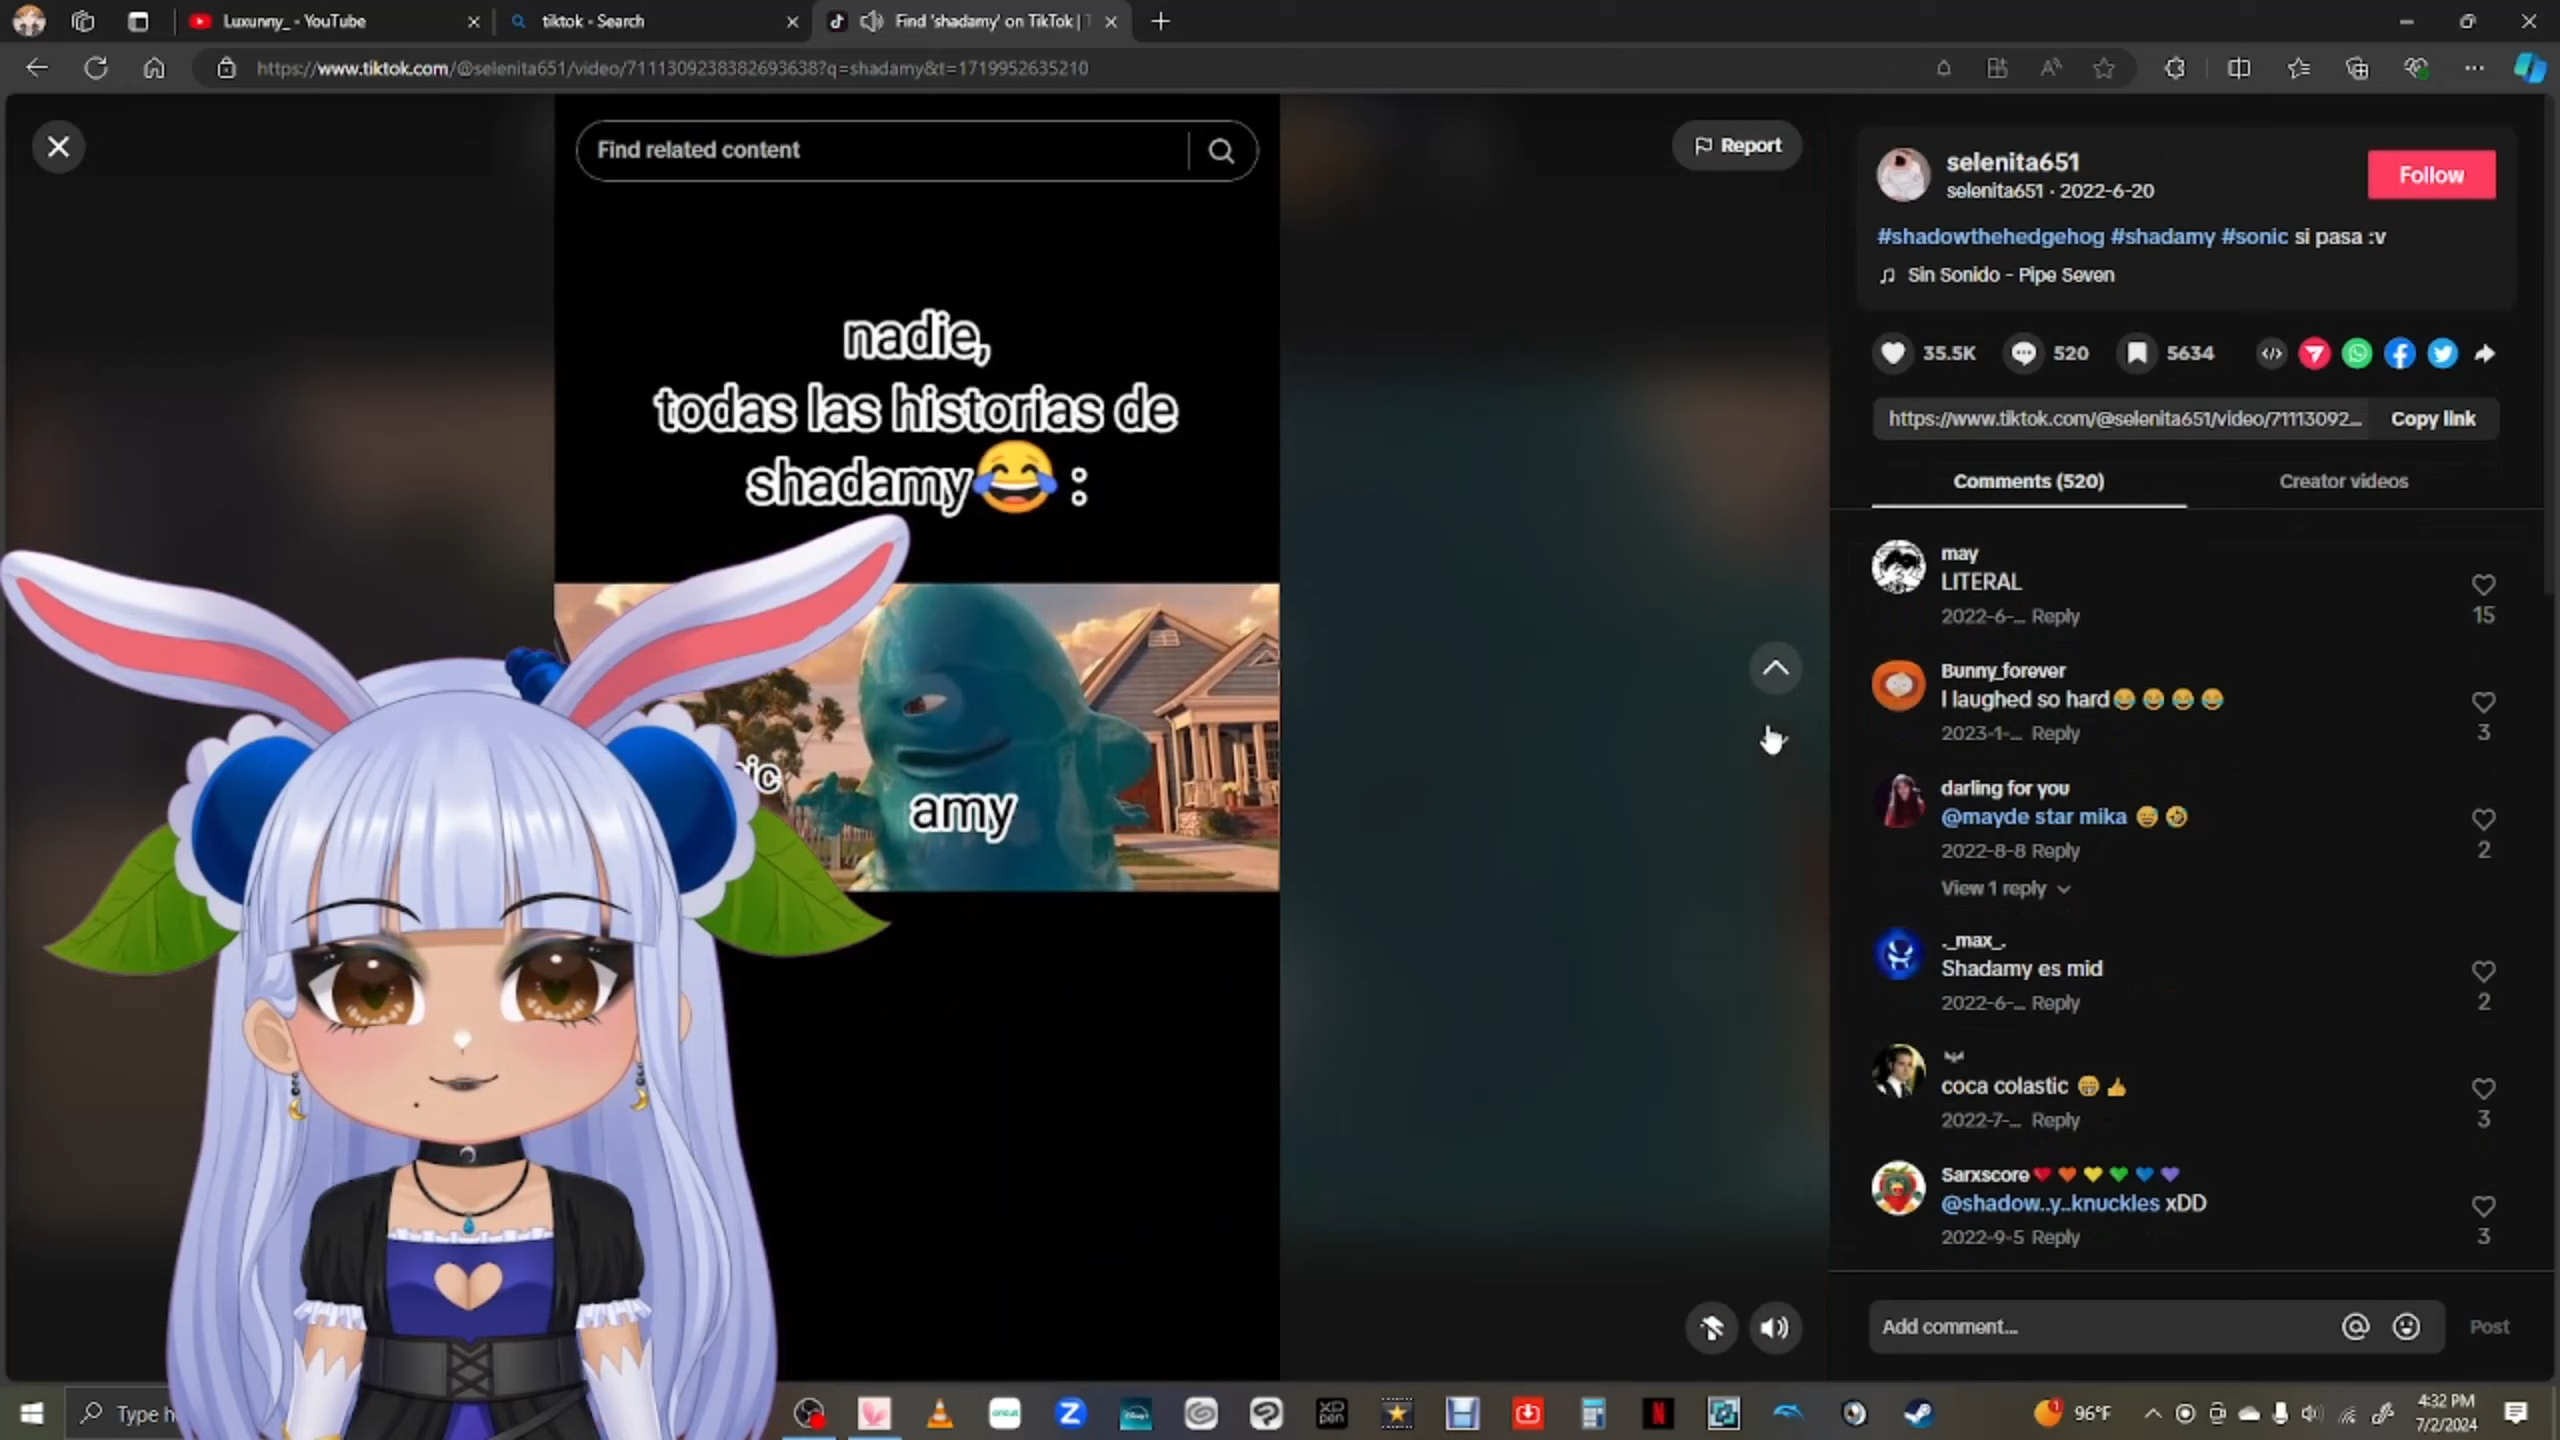 Luxunny_ - YouTube
tiktok - Search
Find 'shadamy' on TikTok |
https://www.tiktok.com/@selenita651/video/7111309238382693638?q=shadamy&t=1719952635210
Find related content
Report
nadie,
todas las historias de
shadamy😂 :
amy
selenita651
selenita651 · 2022-6-20
Follow
#shadowthehedgehog #shadamy #sonic si pasa :v
Sin Sonido - Pipe Seven
35.5K
520
5634
https://www.tiktok.com/@selenita651/video/71113092...
Copy link
Comments (520)
Creator videos
may
LITERAL
2022-6-... Reply
15
Bunny_forever
I laughed so hard😂😂😂😂
2023-1-... Reply
3
darling for you
@mayde star mika 😅🤣
2022-8-8 Reply
2
View 1 reply
._max_.
Shadamy es mid
2022-6-... Reply
2
coca colastic 😁👍
2022-7-... Reply
3
Sarxscore❤️🧡💛💚💙💜
@shadow..y..knuckles xDD
2022-9-5 Reply
3
Add comment...
Post
Type h
cricut
Disney+
XP
PEN
96°F
4:32 PM
7/2/2024